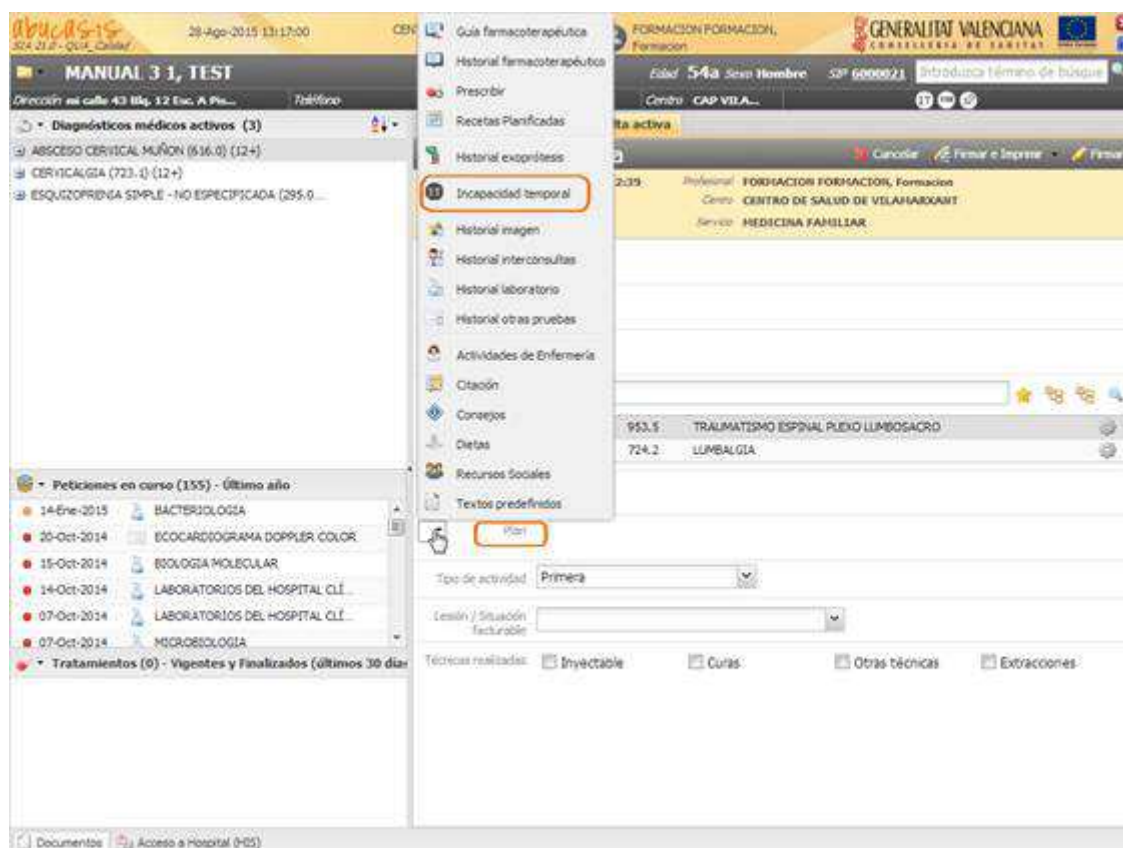 abucasis
28-Ago-2015 13:17:00
CEN
FORMACION FORMACION,
Formacion
GENERALITAT VALENCIANA
CONSELLERIA DE SANITAT
MANUAL 3 1, TEST
Edad 54a Sexo Hombre
SIP 6000021
Introduzca término de búsque
Dirección mi calle 43 Blq. 12 Esc. A Pis...
Teléfono
Centro CAP VILA...
Diagnósticos médicos activos (3)
ABSCESO CERVICAL MUÑON (616.0) (12+)
CERVICALGIA (723.1) (12+)
ESQUIZOFRENIA SIMPLE - NO ESPECIFICADA (295.0...
Guía farmacoterapéutica
Historial farmacoterapéutico
Prescribir
Recetas Planificadas
Historial exoprótesis
Incapacidad temporal
Historial imagen
Historial interconsultas
Historial laboratorio
Historial otras pruebas
Actividades de Enfermería
Citación
Consejos
Dietas
Recursos Sociales
Textos predefinidos
lta activa
Cancelar
Firmar e Imprimir
Firmar
2:39
Profesional FORMACION FORMACION, Formacion
Centro CENTRO DE SALUD DE VILAMARXANT
Servicio MEDICINA FAMILIAR
953.5 TRAUMATISMO ESPINAL PLEXO LUMBOSACRO
724.2 LUMBALGIA
Peticiones en curso (155) - Último año
14-Ene-2015 BACTERIOLOGIA
20-Oct-2014 ECOCARDIOGRAMA DOPPLER COLOR
15-Oct-2014 BIOLOGIA MOLECULAR
14-Oct-2014 LABORATORIOS DEL HOSPITAL CLÍ...
07-Oct-2014 LABORATORIOS DEL HOSPITAL CLÍ...
07-Oct-2014 MICROBIOLOGIA
Plan
Tipo de actividad Primera
Lesión / Situación
facturable
Técnicas realizadas Inyectable Curas Otras técnicas Extracciones
Tratamientos (0) - Vigentes y Finalizados (últimos 30 días
Documentos
Acceso a Hospital (HIS)